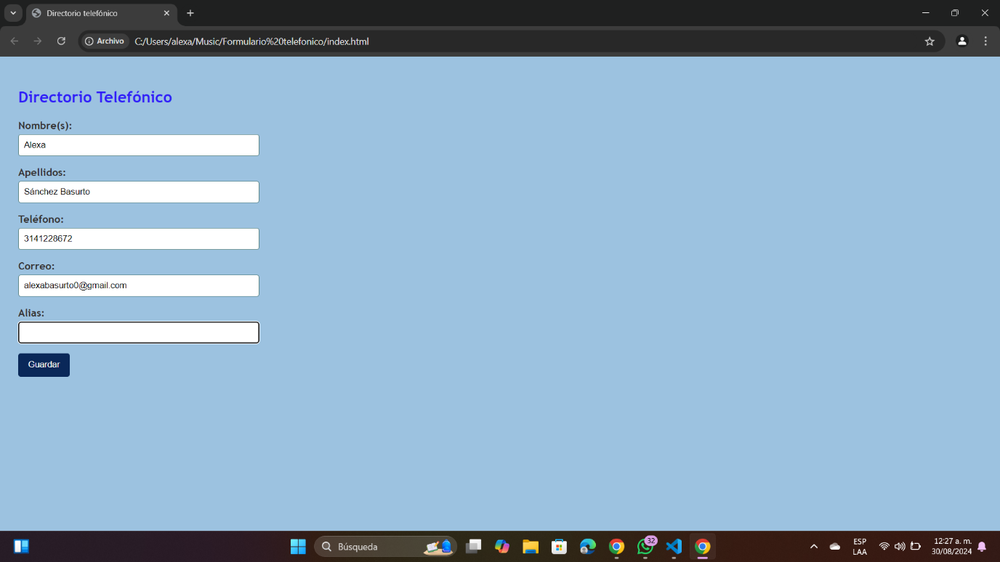 Directorio telefónico
Archivo
C:/Users/alexa/Music/Formulario%20telefonico/index.html
Directorio Telefónico
Nombre(s):
Alexa
Apellidos:
Sánchez Basurto
Teléfono:
3141228672
Correo:
alexabasurto0@gmail.com
Alias:
Guardar
Búsqueda
32
ESP
LAA
12:27 a. m.
30/08/2024